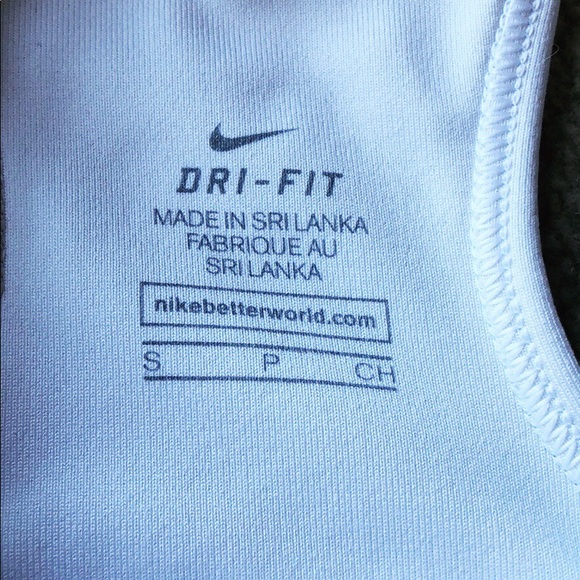 DRI-FIT
MADE IN SRI LANKA
FABRIQUE AU
SRI LANKA
nikebetterworld.com
S P CH